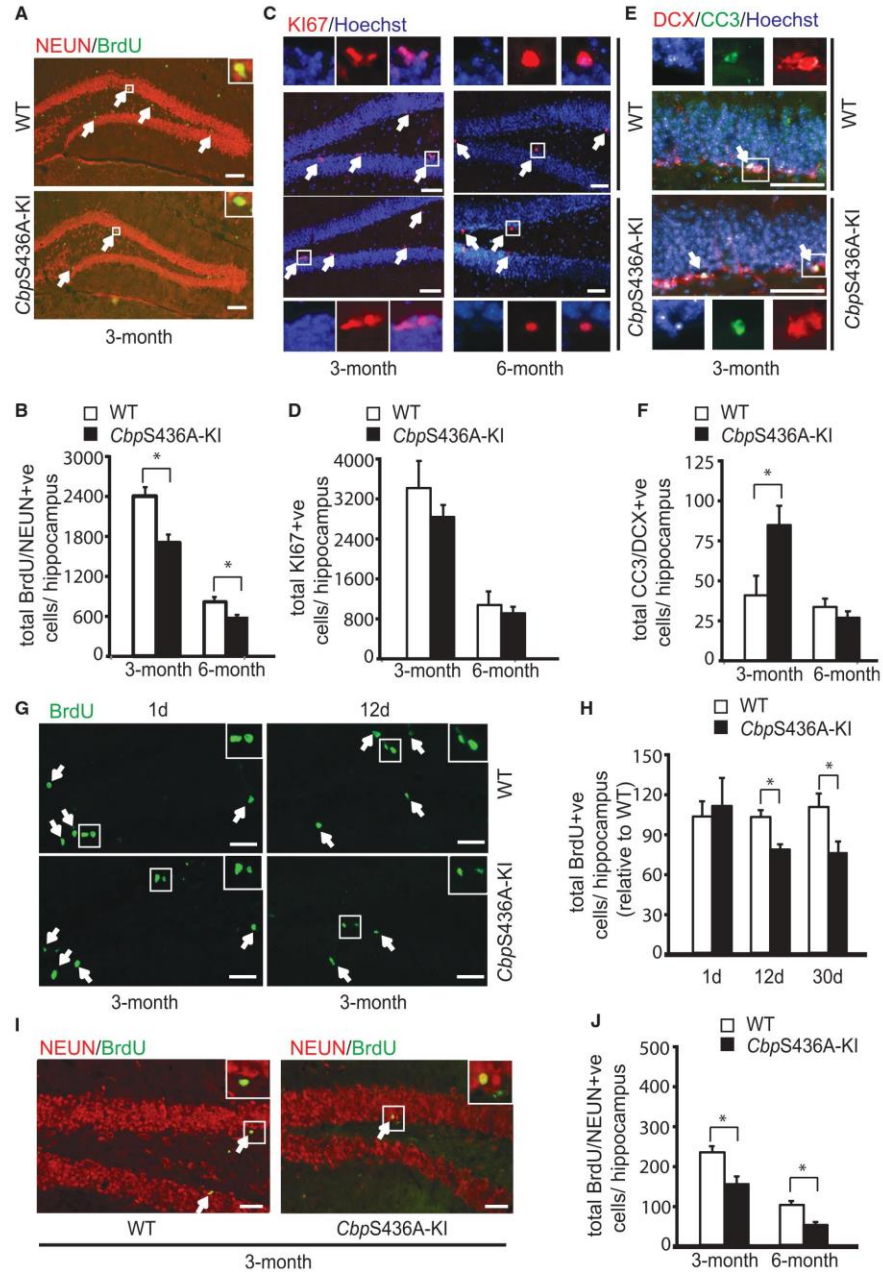 A
NEUN/BrdU
WT
CbpS436A-KI
3-month
C
KI67/Hoechst
WT
CbpS436A-KI
3-month
6-month
E
DCX/CC3/Hoechst
WT
CbpS436A-KI
3-month
B
WT
CbpS436A-KI
total BrdU/NEUN+ve
cells/ hippocampus
3000
2400
1800
1200
600
0
*
*
3-month
6-month
D
WT
CbpS436A-KI
total KI67+ve
cells/ hippocampus
4000
3200
2400
1600
800
0
3-month
6-month
F
WT
CbpS436A-KI
total CC3/DCX+ve
cells/ hippocampus
125
100
75
50
25
0
*
3-month
6-month
G
BrdU
1d
12d
WT
CbpS436A-KI
3-month
3-month
H
WT
CbpS436A-KI
total BrdU+ve
cells/ hippocampus
(relative to WT)
150
120
90
60
30
0
*
*
1d
12d
30d
I
NEUN/BrdU
NEUN/BrdU
WT
CbpS436A-KI
3-month
J
WT
CbpS436A-KI
total BrdU/NEUN+ve
cells/ hippocampus
500
400
300
200
100
0
*
*
3-month
6-month